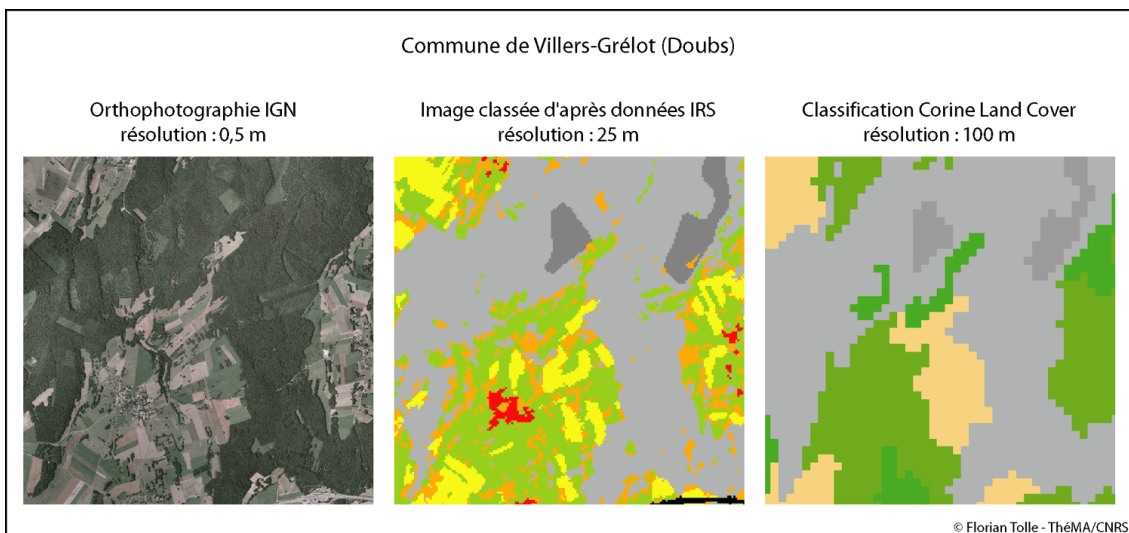 Commune de Villers-Grélot (Doubs)
Orthophotographie IGN
résolution : 0,5 m
Image classée d'après données IRS
résolution : 25 m
Classification Corine Land Cover
résolution : 100 m
© Florian Tolle - ThéMA/CNRS